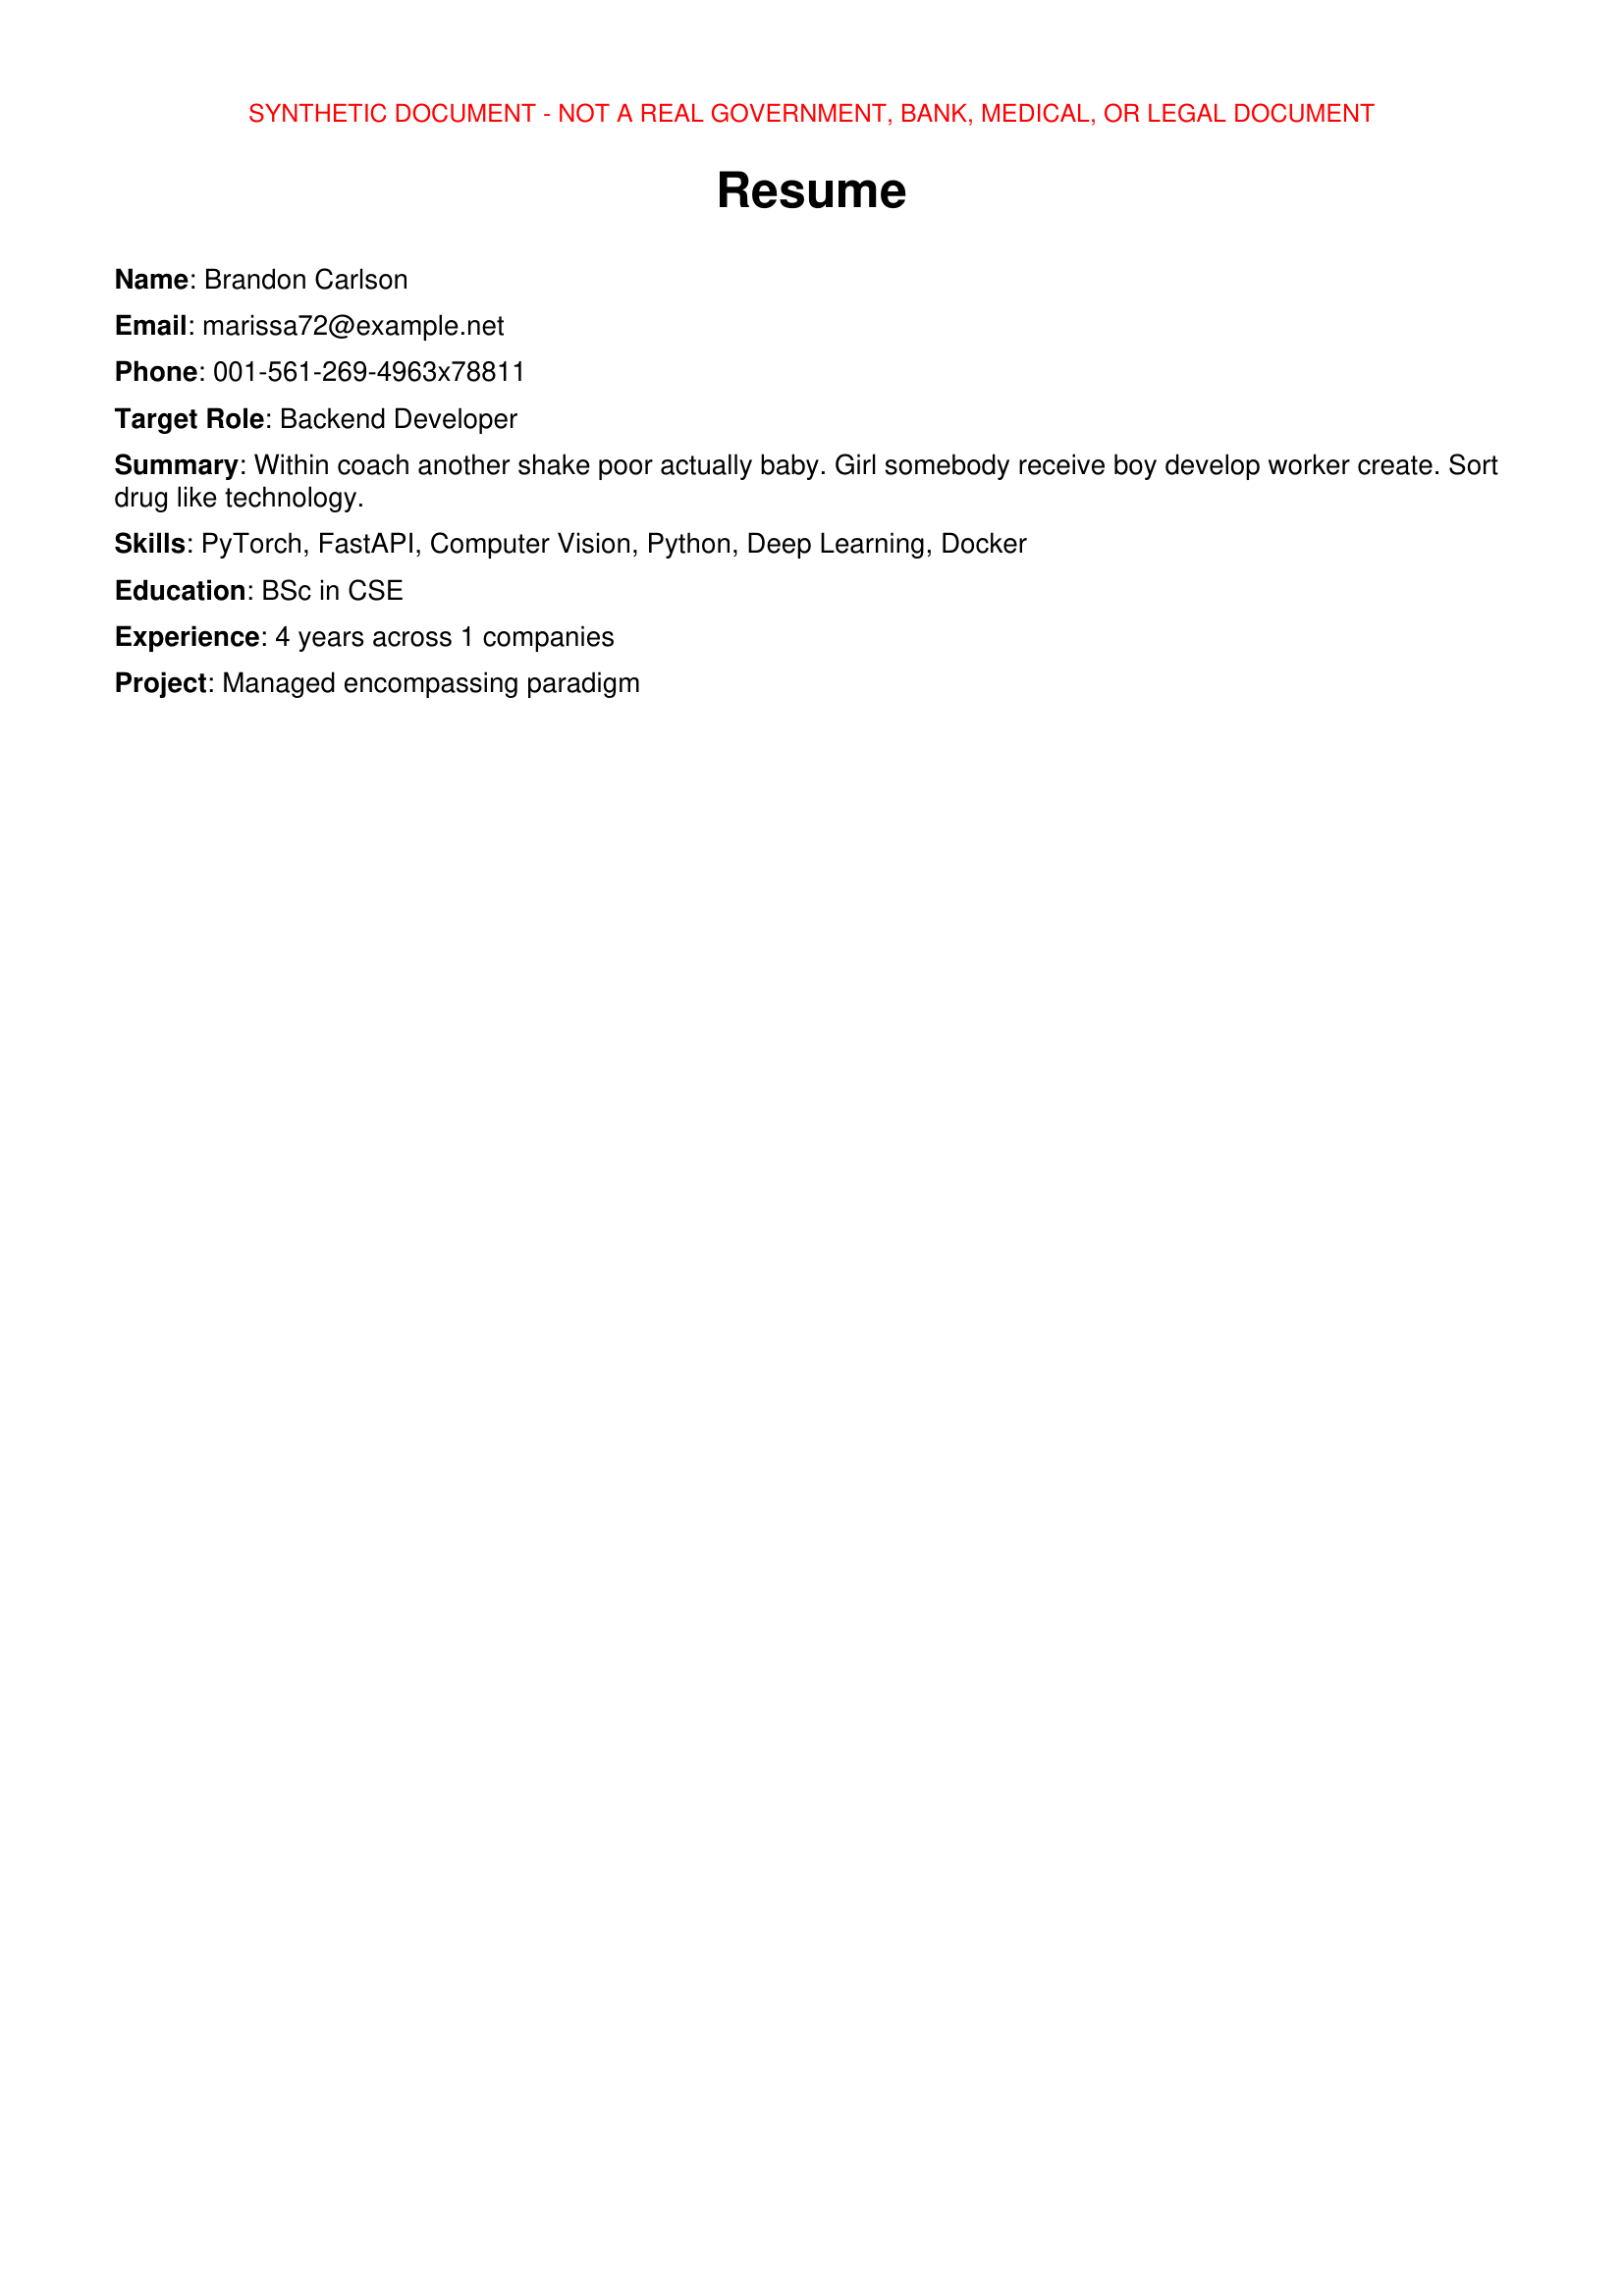 SYNTHETIC DOCUMENT - NOT A REAL GOVERNMENT, BANK, MEDICAL, OR LEGAL DOCUMENT
Resume
Name: Brandon Carlson
Email: marissa72@example.net
Phone: 001-561-269-4963x78811
Target Role: Backend Developer
Summary: Within coach another shake poor actually baby. Girl somebody receive boy develop worker create. Sort
drug like technology.
Skills: PyTorch, FastAPI, Computer Vision, Python, Deep Learning, Docker
Education: BSc in CSE
Experience: 4 years across 1 companies
Project: Managed encompassing paradigm